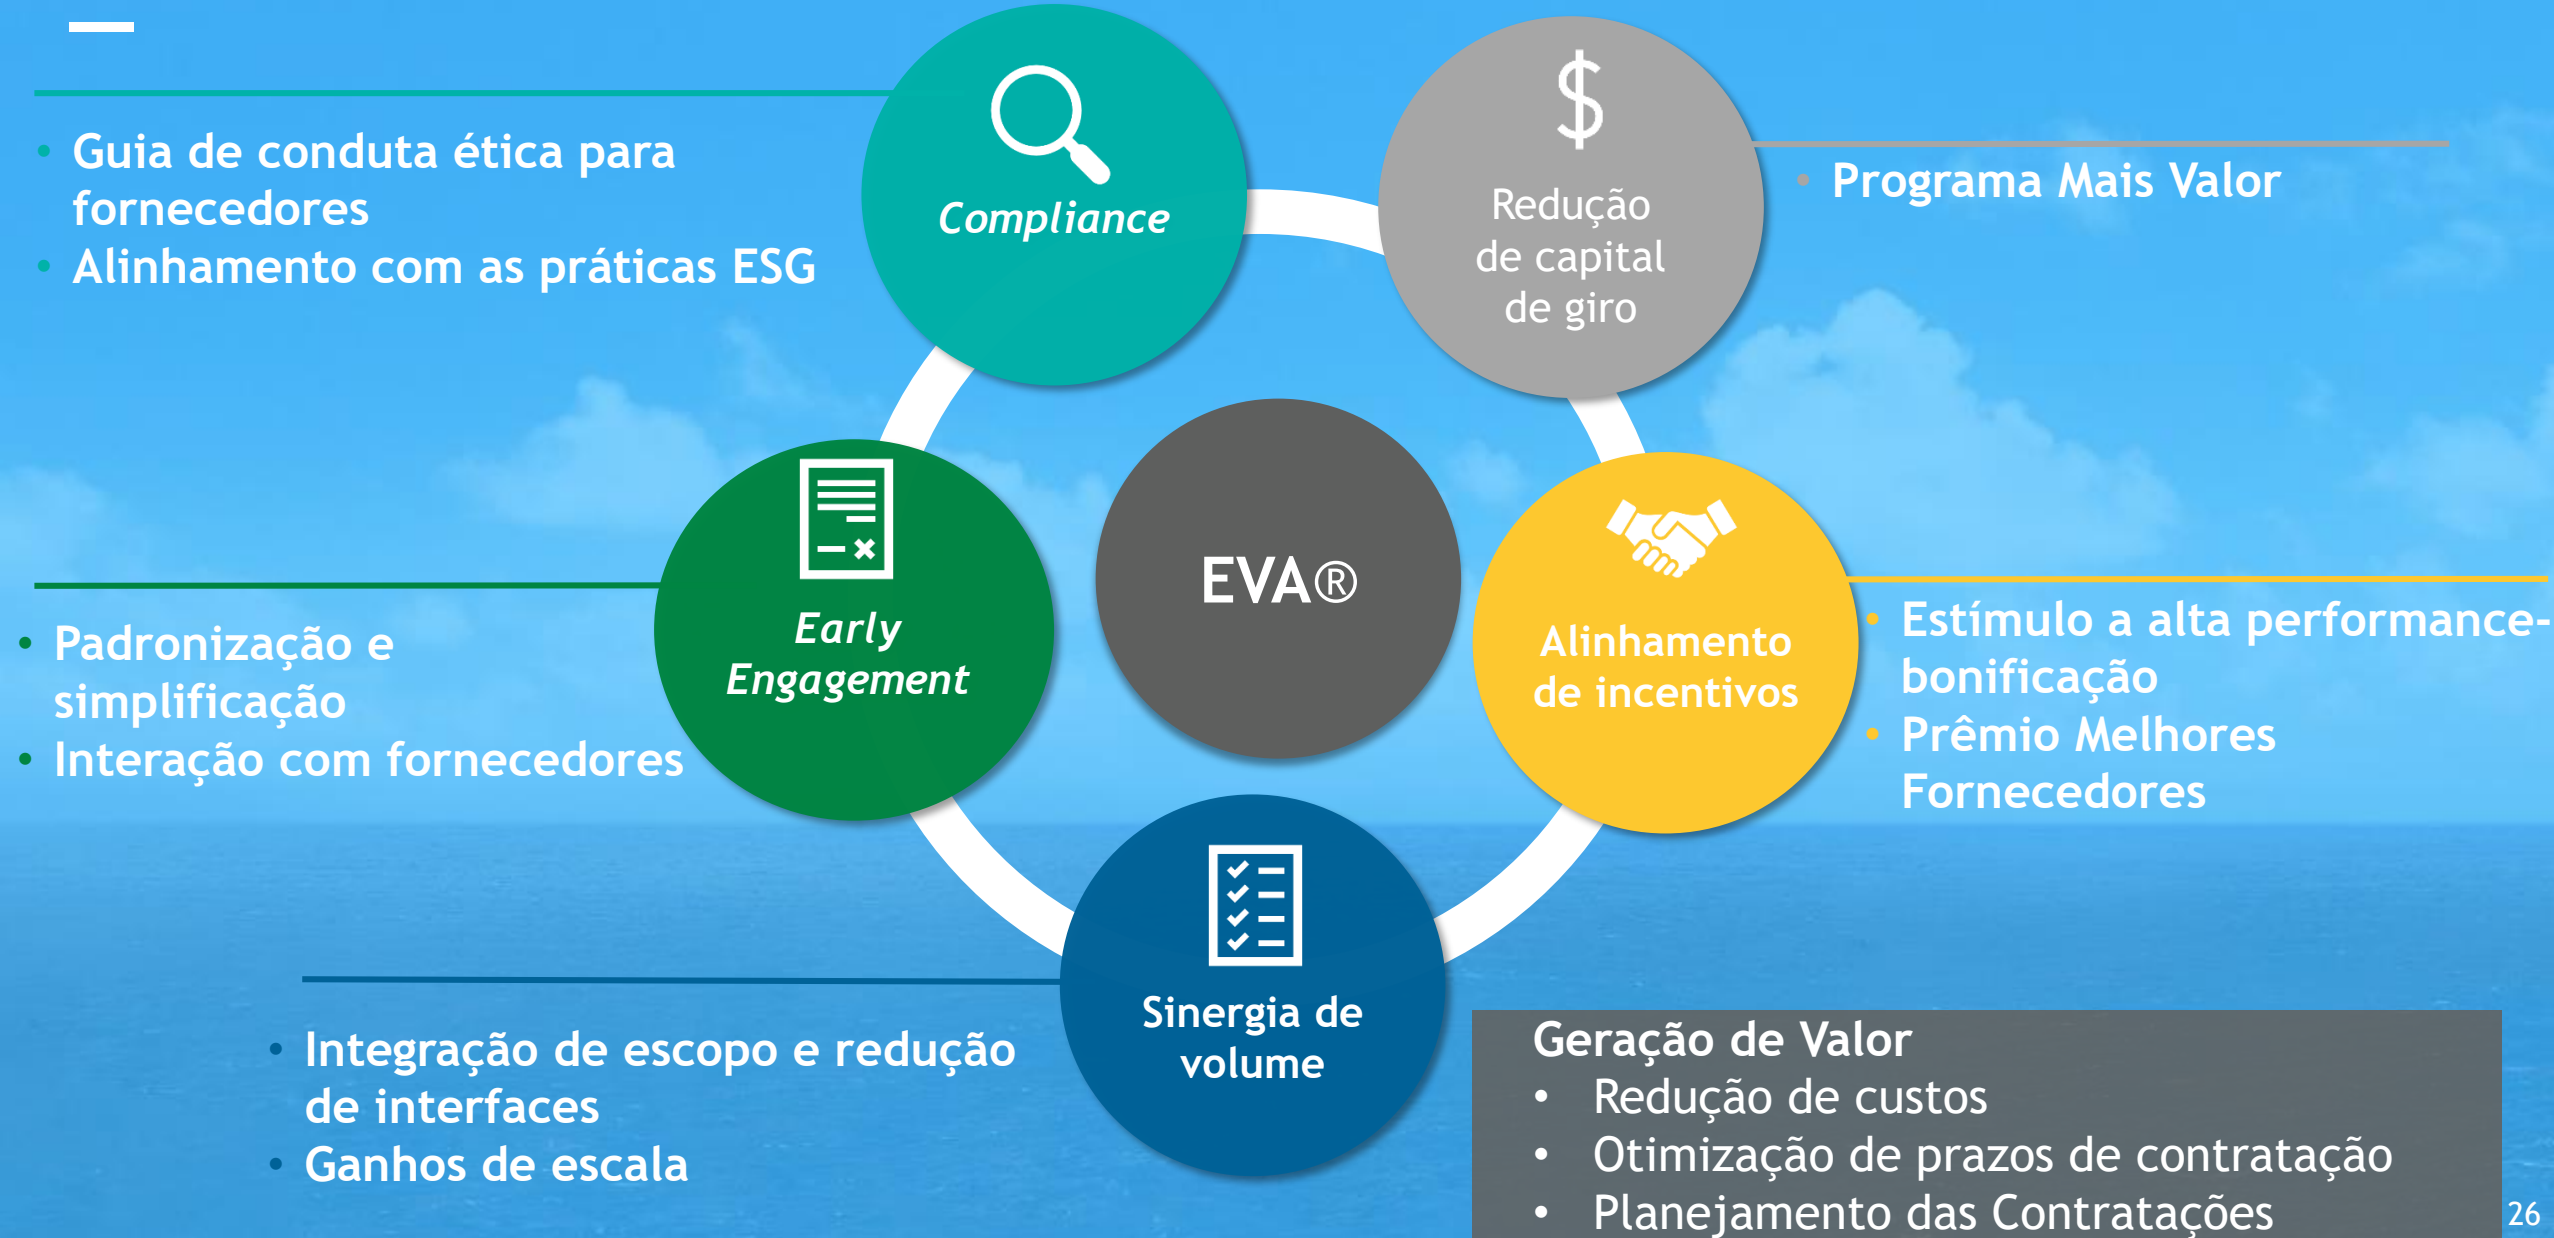 Compliance
• Guia de conduta ética para
fornecedores
• Alinhamento com as práticas ESG
$
Redução
de capital
de giro
• Programa Mais Valor
EVA®
Early
Engagement
• Padronização e
simplificação
• Interação com fornecedores
Alinhamento
de incentivos
• Estímulo a alta performance-
bonificação
• Prêmio Melhores
Fornecedores
Sinergia de
volume
• Integração de escopo e redução
de interfaces
• Ganhos de escala
Geração de Valor
• Redução de custos
• Otimização de prazos de contratação
• Planejamento das Contratações
26